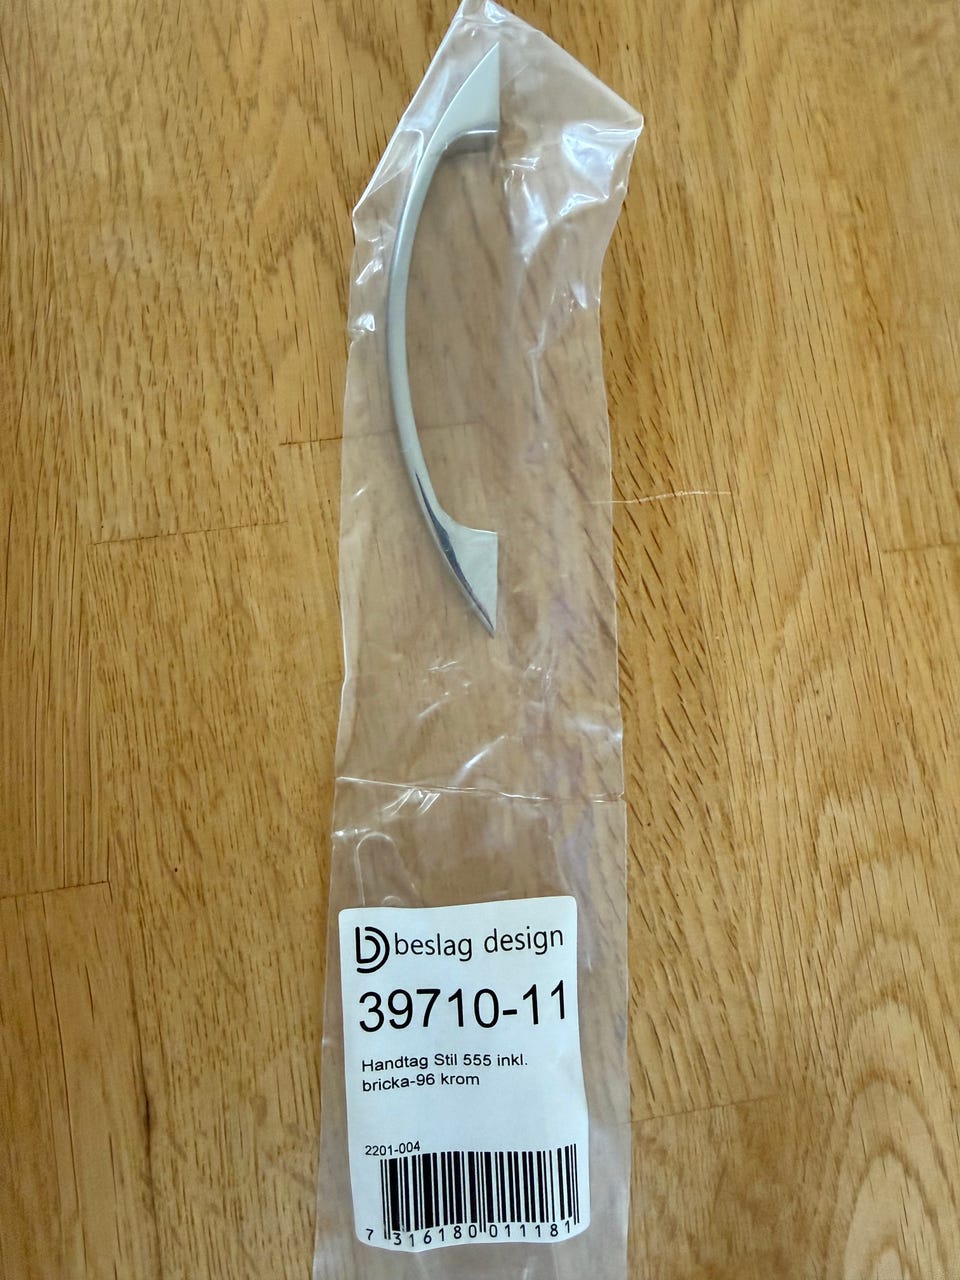 beslag design
39710-11
Handtag Stil 555 inkl.
bricka-96 krom
2201-004
7 316180 011181